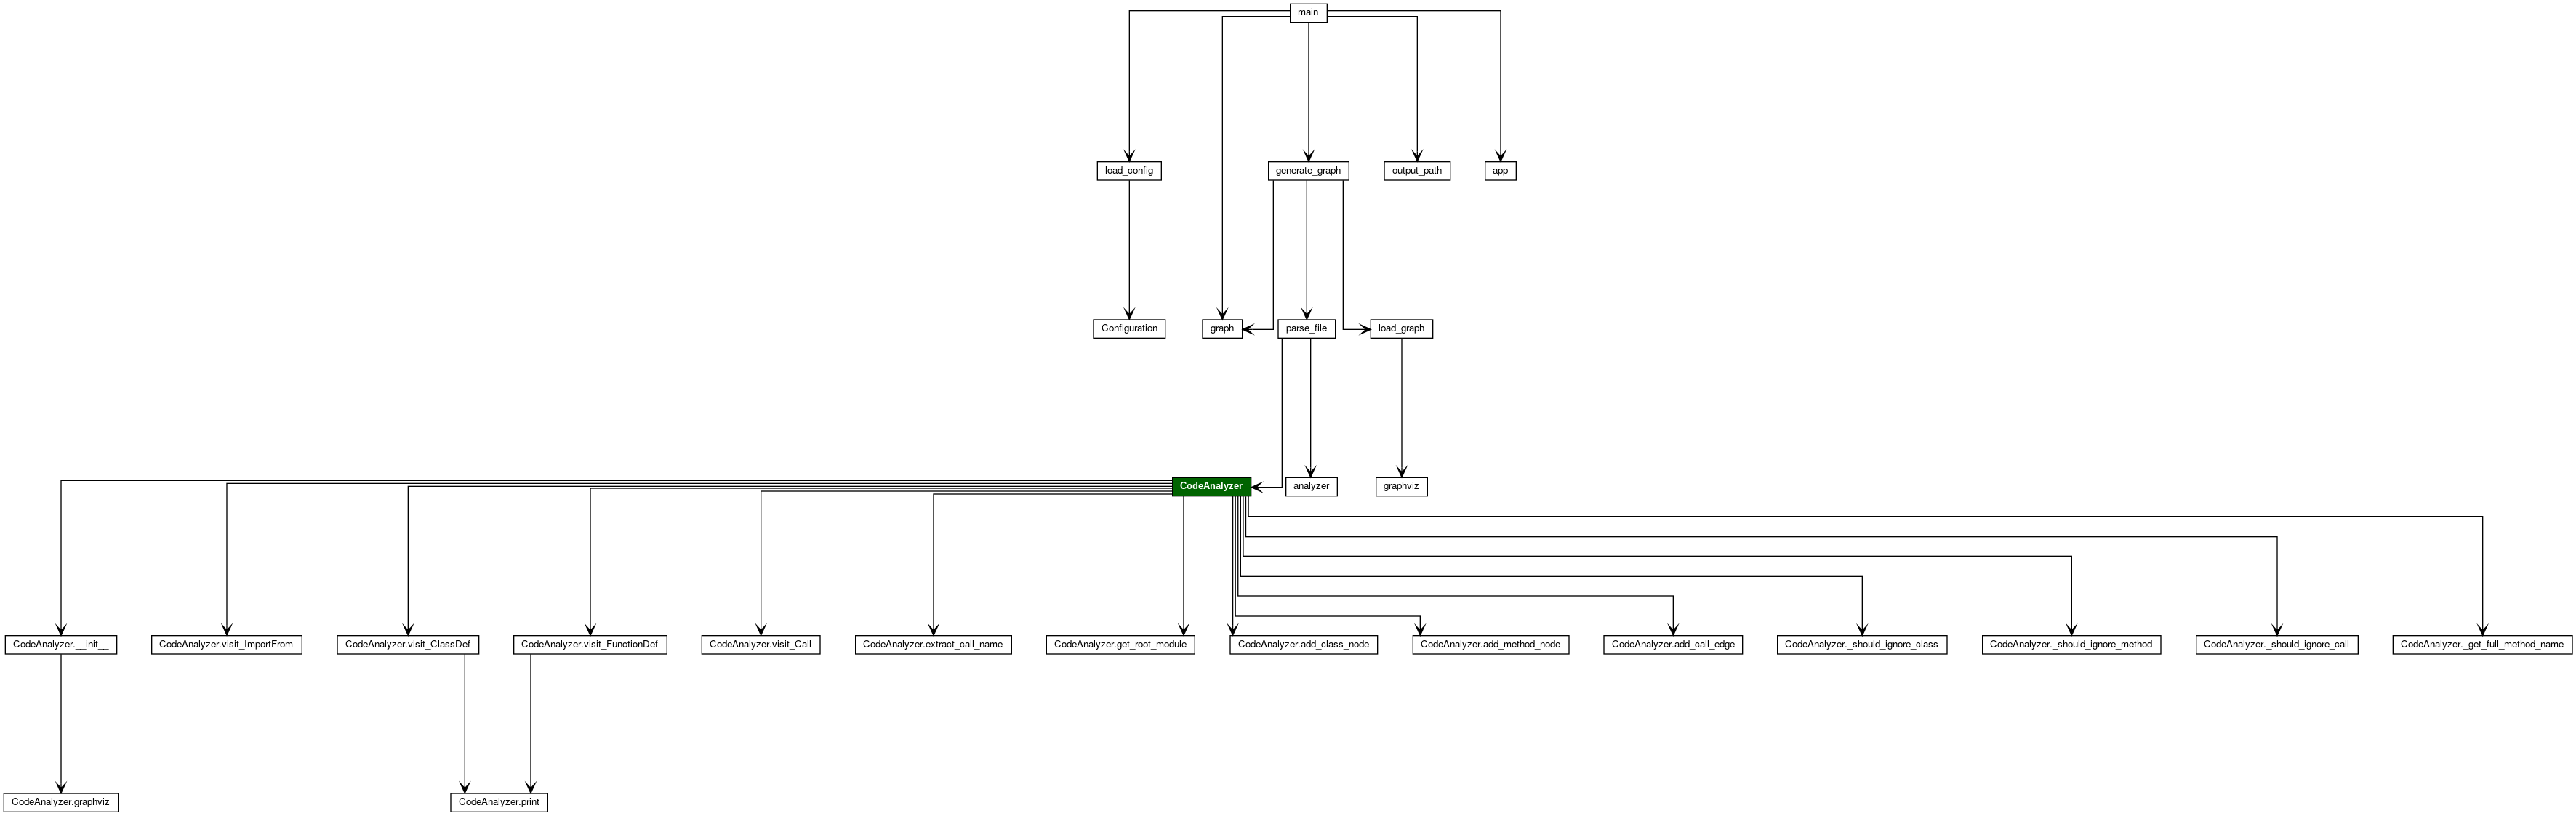 main
load_config
generate_graph
output_path
app
Configuration
graph
parse_file
load_graph
CodeAnalyzer
analyzer
graphviz
CodeAnalyzer.__init__
CodeAnalyzer.visit_ImportFrom
CodeAnalyzer.visit_ClassDef
CodeAnalyzer.visit_FunctionDef
CodeAnalyzer.visit_Call
CodeAnalyzer.extract_call_name
CodeAnalyzer.get_root_module
CodeAnalyzer.add_class_node
CodeAnalyzer.add_method_node
CodeAnalyzer.add_call_edge
CodeAnalyzer._should_ignore_class
CodeAnalyzer._should_ignore_method
CodeAnalyzer._should_ignore_call
CodeAnalyzer._get_full_method_name
CodeAnalyzer.graphviz
CodeAnalyzer.print